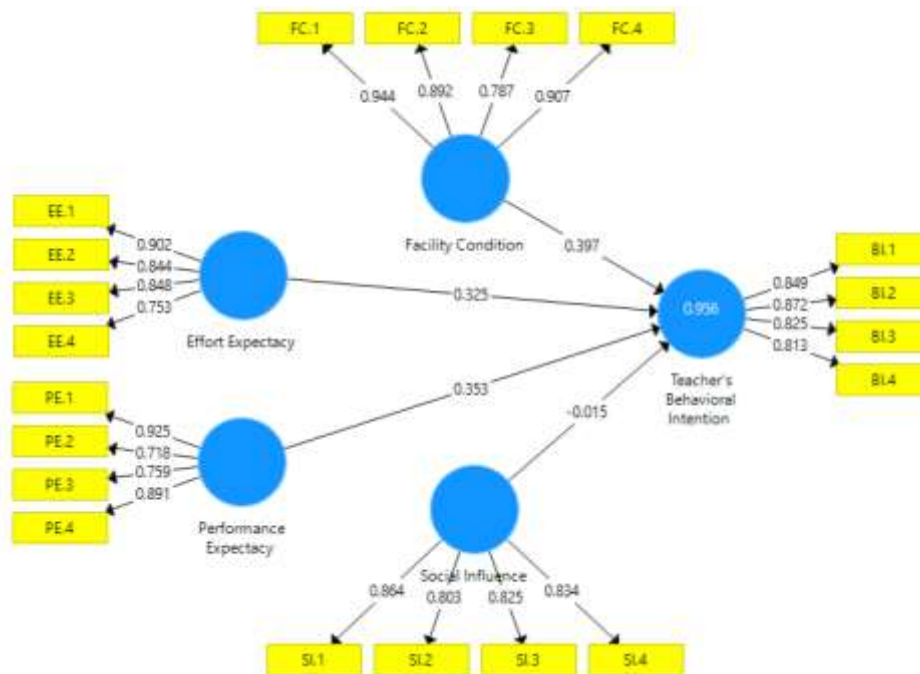 FC.1
FC.2
FC.3
FC.4
0.944
0.892
0.787
0.907
Facility Condition
0.397
EE.1
EE.2
EE.3
EE.4
0.902
0.844
0.848
0.753
Effort Expectacy
0.325
PE.1
PE.2
PE.3
PE.4
0.925
0.718
0.759
0.891
Performance
Expectacy
0.353
0.956
Teacher's
Behavioral
Intention
0.849
0.872
0.825
0.813
BI.1
BI.2
BI.3
BI.4
-0.015
Social Influence
0.864
0.803
0.825
0.834
SI.1
SI.2
SI.3
SI.4